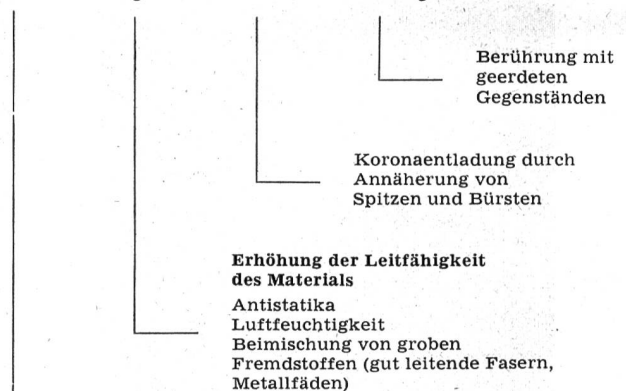 Berührung mit
geerdeten
Gegenständen
Koronaentladung durch
Annäherung von
Spitzen und Bürsten
Erhöhung der Leitfähigkeit
des Materials
Antistatika
Luftfeuchtigkeit
Beimischung von groben
Fremdstoffen (gut leitende Fasern,
Metallfäden)